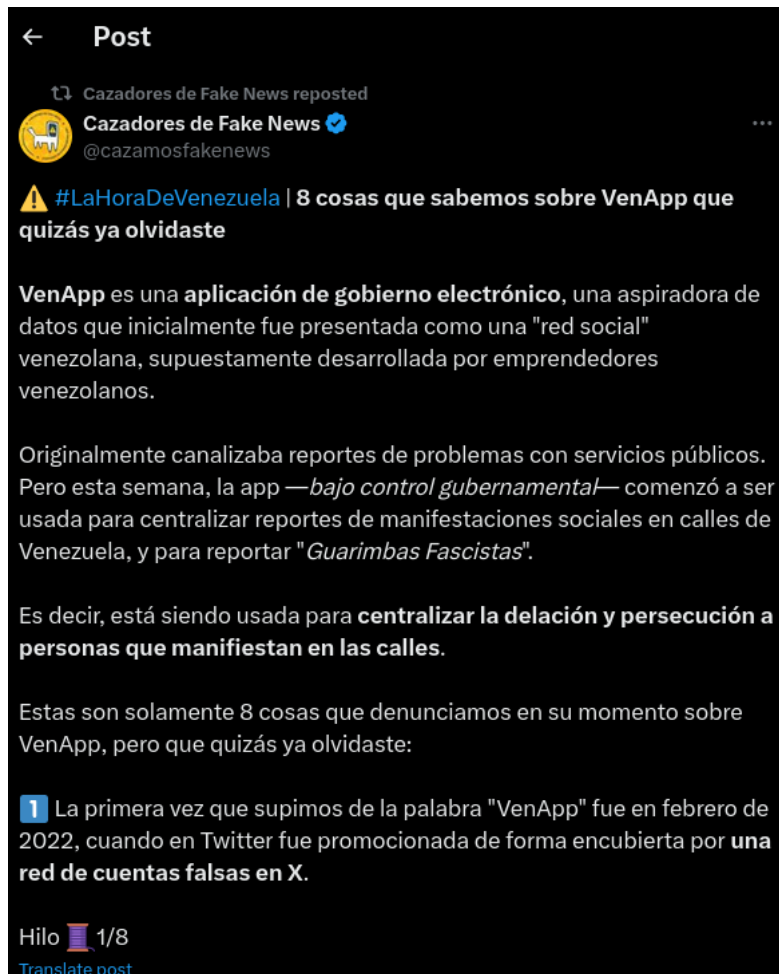 ← Post
Cazadores de Fake News reposted
Cazadores de Fake News
@cazamosfakenews
⚠️ #LaHoraDeVenezuela | 8 cosas que sabemos sobre VenApp que
quizás ya olvidaste
VenApp es una aplicación de gobierno electrónico, una aspiradora de
datos que inicialmente fue presentada como una "red social"
venezolana, supuestamente desarrollada por emprendedores
venezolanos.
Originalmente canalizaba reportes de problemas con servicios públicos.
Pero esta semana, la app —bajo control gubernamental— comenzó a ser
usada para centralizar reportes de manifestaciones sociales en calles de
Venezuela, y para reportar "Guarimbas Fascistas".
Es decir, está siendo usada para centralizar la delación y persecución a
personas que manifiestan en las calles.
Estas son solamente 8 cosas que denunciamos en su momento sobre
VenApp, pero que quizás ya olvidaste:
1️⃣ La primera vez que supimos de la palabra "VenApp" fue en febrero de
2022, cuando en Twitter fue promocionada de forma encubierta por una
red de cuentas falsas en X.
Hilo 🧵 1/8
Translate post